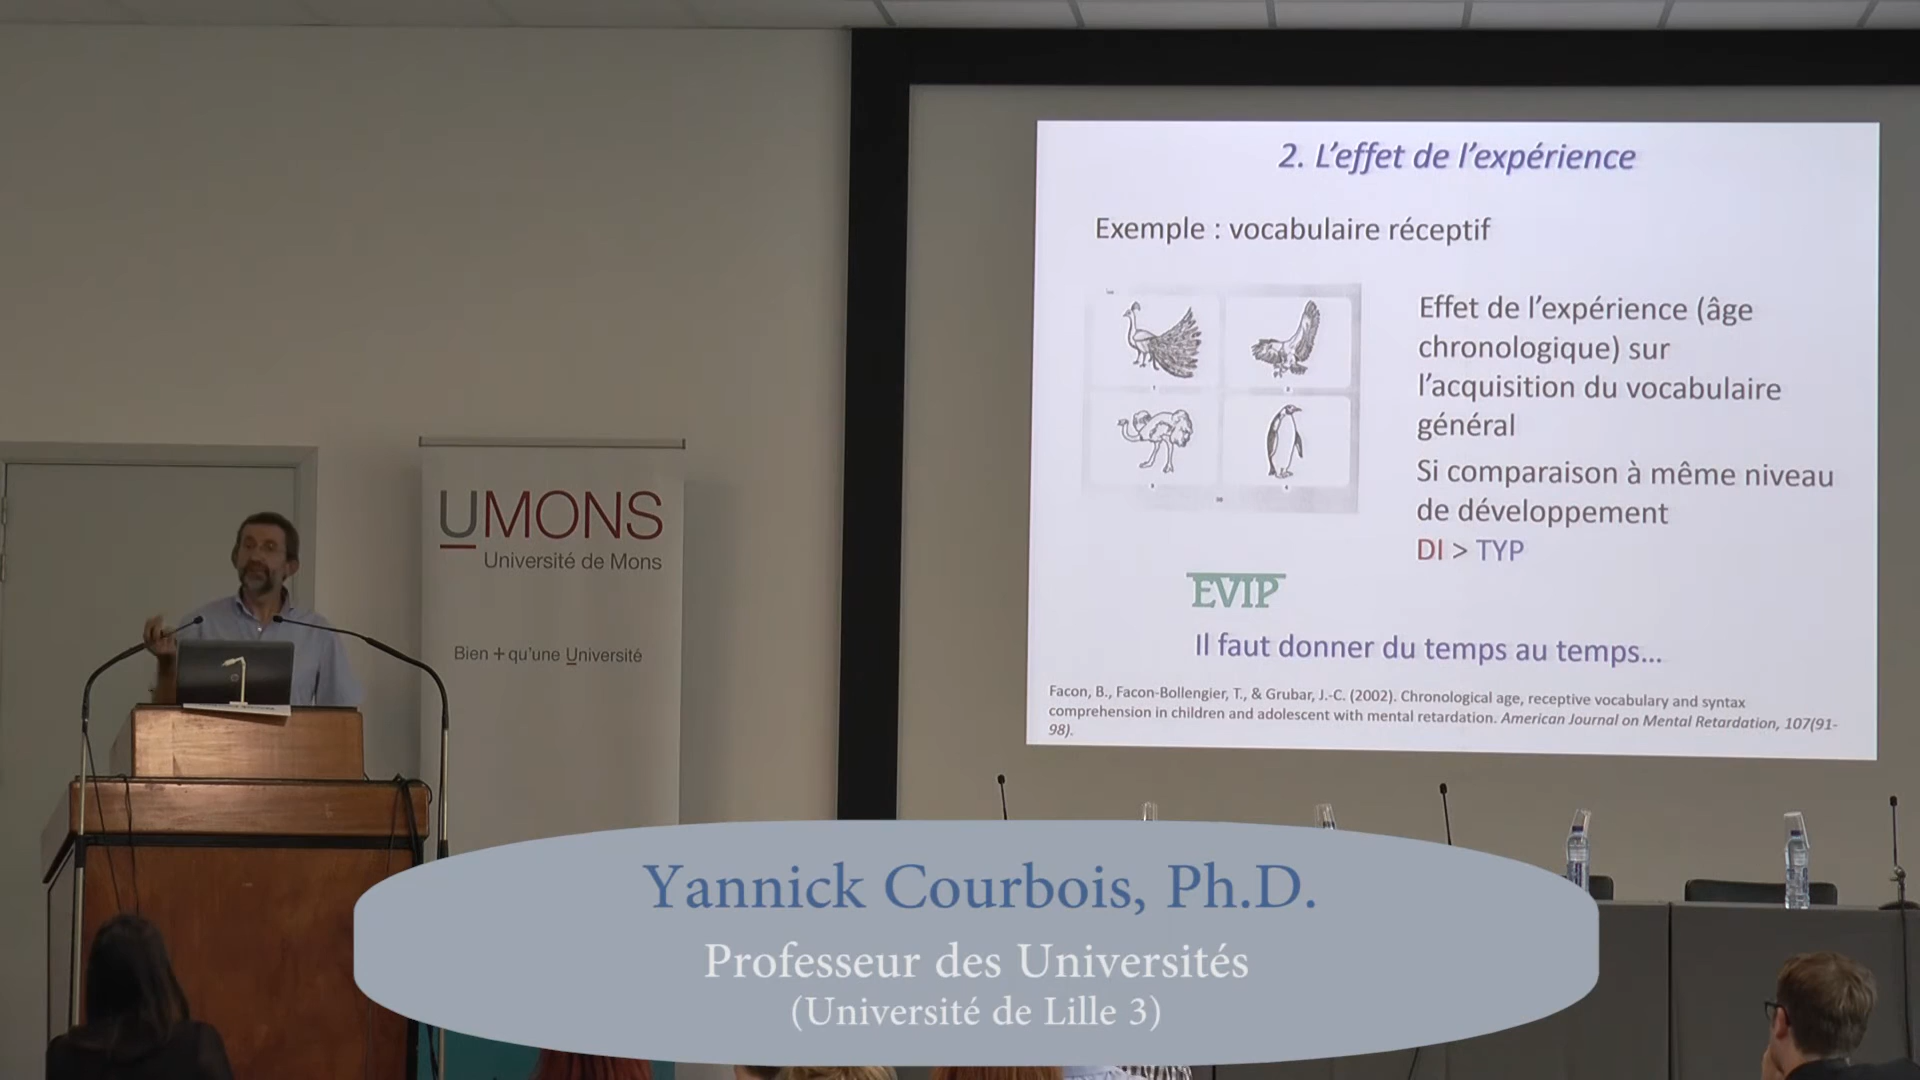 2. L'effet de l'expérience
Exemple : vocabulaire réceptif
Effet de l'expérience (âge
chronologique) sur
l'acquisition du vocabulaire
général
Si comparaison à même niveau
de développement
DI > TYP
EVIP
Il faut donner du temps au temps...
Facon, B., Facon-Bollengier, T., & Grubar, J.-C. (2002). Chronological age, receptive vocabulary and syntax
comprehension in children and adolescent with mental retardation. American Journal on Mental Retardation, 107(91-
98).
UMONS
Université de Mons
Bien + qu'une Université
Yannick Courbois, Ph.D.
Professeur des Universités
(Université de Lille 3)